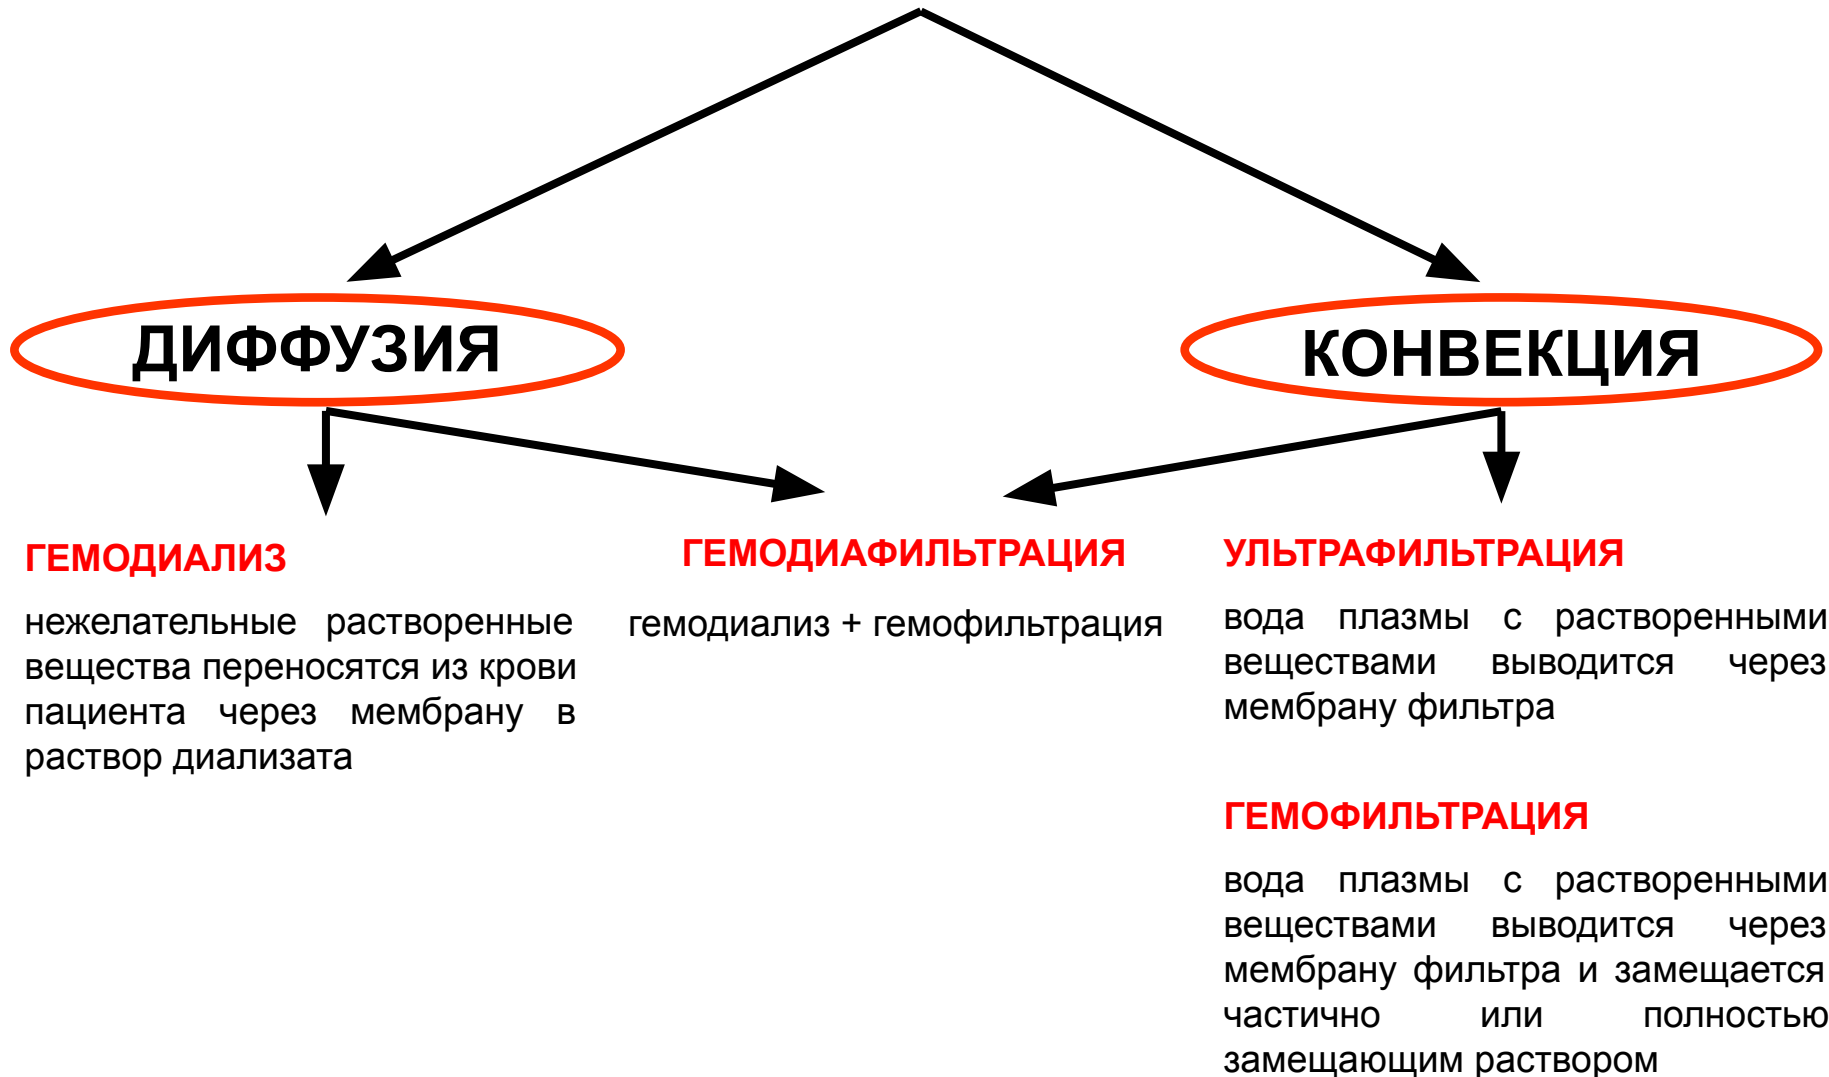 ДИФФУЗИЯ
КОНВЕКЦИЯ
ГЕМОДИАЛИЗ
нежелательные растворенные
вещества переносятся из крови
пациента через мембрану в
раствор диализата
ГЕМОДИАФИЛЬТРАЦИЯ
гемодиализ + гемофильтрация
УЛЬТРАФИЛЬТРАЦИЯ
вода плазмы с растворенными
веществами выводится через
мембрану фильтра
ГЕМОФИЛЬТРАЦИЯ
вода плазмы с растворенными
веществами выводится через
мембрану фильтра и замещается
частично или полностью
замещающим раствором